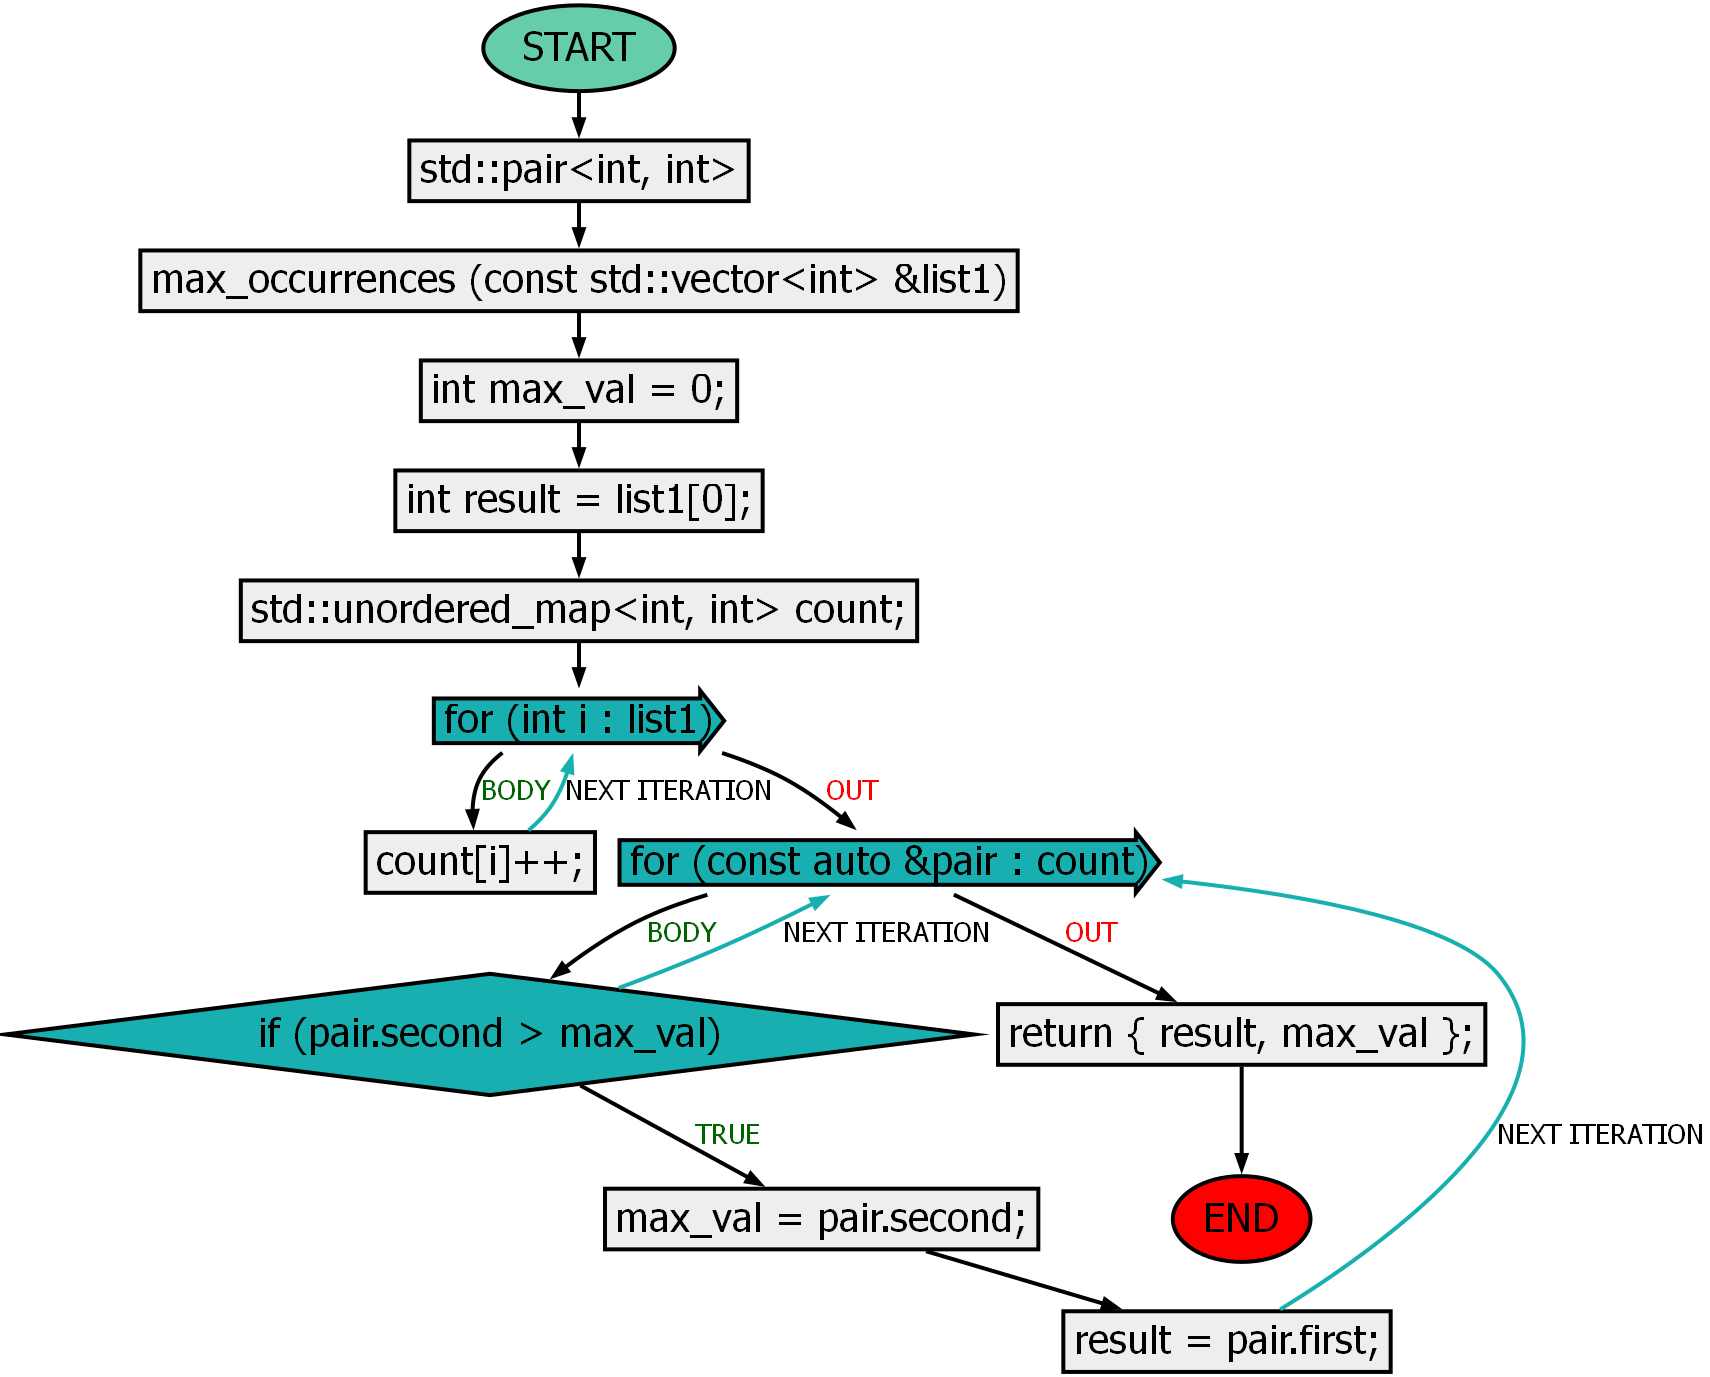 START
std::pair<int, int>
max_occurrences (const std::vector<int> &list1)
int max_val = 0;
int result = list1[0];
std::unordered_map<int, int> count;
for (int i : list1)
BODY
NEXT ITERATION
OUT
count[i]++;
for (const auto &pair : count)
BODY
NEXT ITERATION
OUT
if (pair.second > max_val)
return { result, max_val };
TRUE
NEXT ITERATION
max_val = pair.second;
END
result = pair.first;